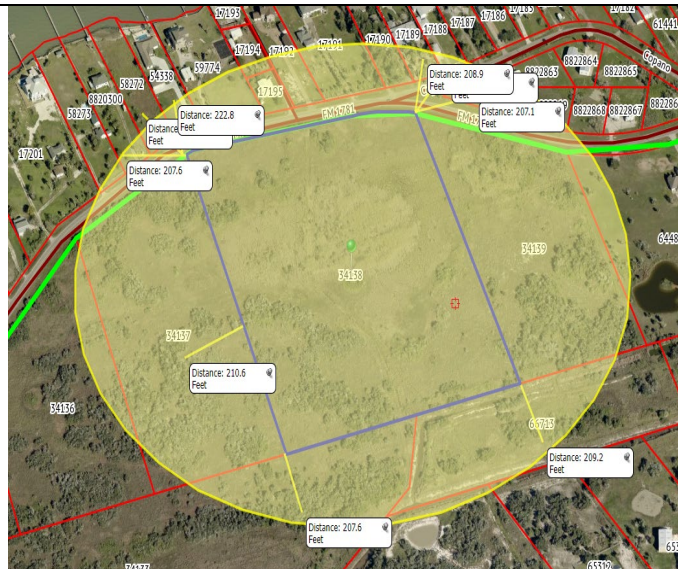 17193
17182
61441
17183
17186
17187
17188
17189
17190
17191
17192
17194
59774
54338
58272
8820300
58273
17201
17195
Copano
8822864
8822865
8822863
8822868
8822867
Distance: 208.9
Feet
Distance: 207.1
Feet
Distance: 222.8
Feet
Distance: 207.6
Feet
FM 1781
34138
34139
34137
34136
Distance: 210.6
Feet
66713
Distance: 209.2
Feet
Distance: 207.6
Feet
65312